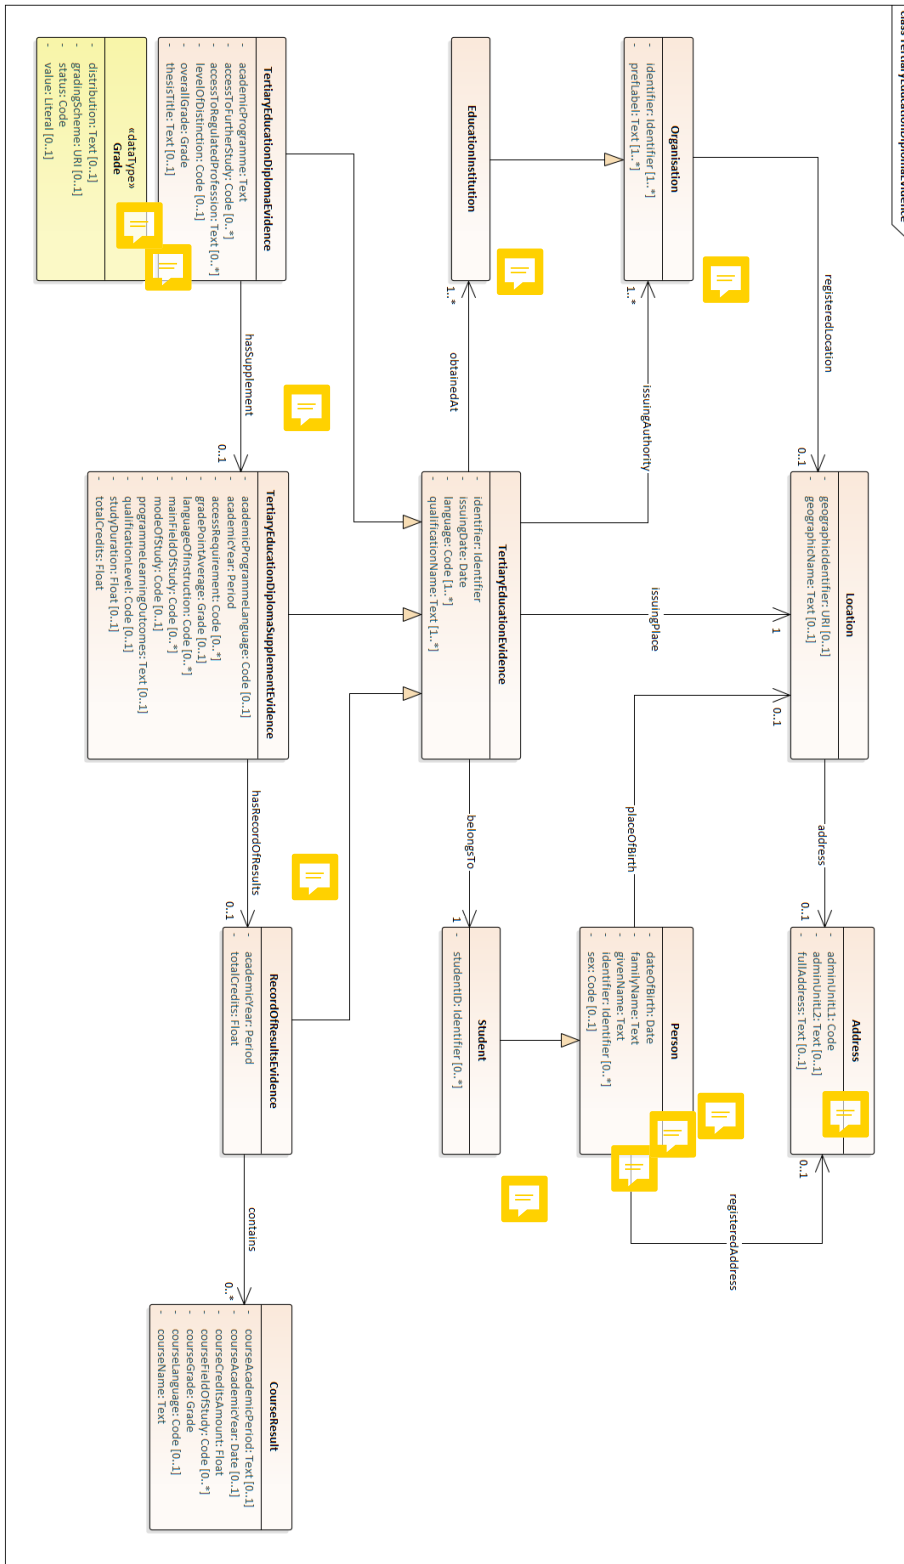 class TertiaryEducationDiplomaEvidence
registeredLocation
0..1
Location
- geographicIdentifier: URI [0..1]
- geographicName: Text [0..1]
address
0..1
Address
- adminUnitL1: Code
- adminUnitL2: Text [0..1]
- fullAddress: Text [0..1]
1
0..1
0..1
registeredAddress
Organisation
- identifier: Identifier [1..*]
- prefLabel: Text [1..*]
1..*
issuingAuthority
issuingPlace
placeOfBirth
Person
- dateOfBirth: Date
- familyName: Text
- givenName: Text
- identifier: Identifier [0..*]
- sex: Code [0..1]
EducationInstitution
1..*
obtainedAt
TertiaryEducationEvidence
- identifier: Identifier
- issuingDate: Date
- language: Code [1..*]
- qualificationName: Text [1..*]
belongsTo
1
Student
- studentID: Identifier [0..*]
TertiaryEducationDiplomaEvidence
- academicProgramme: Text
- accessToFurtherStudy: Code [0..*]
- accessToRegulatedProfession: Text [0..*]
- levelOfDistinction: Code [0..1]
- overallGrade: Grade
- thesisTitle: Text [0..1]
hasSupplement
0..1
TertiaryEducationDiplomaSupplementEvidence
- academicProgrammeLanguage: Code [0..1]
- academicYear: Period
- accessRequirement: Code [0..*]
- gradePointAverage: Grade [0..1]
- languageOfInstruction: Code [0..*]
- mainFieldOfStudy: Code [0..*]
- modeOfStudy: Code [0..1]
- programmeLearningOutcomes: Text [0..1]
- qualificationLevel: Code [0..1]
- studyDuration: Float [0..1]
- totalCredits: Float
hasRecordOfResults
0..1
RecordOfResultsEvidence
- academicYear: Period
- totalCredits: Float
contains
0..*
CourseResult
- courseAcademicPeriod: Text [0..1]
- courseAcademicYear: Date [0..1]
- courseCreditsAmount: Float
- courseFieldOfStudy: Code [0..*]
- courseGrade: Grade
- courseLanguage: Code [0..1]
- courseName: Text
«dataType»
Grade
- distribution: Text [0..1]
- gradingScheme: URI [0..1]
- status: Code
- value: Literal [0..1]